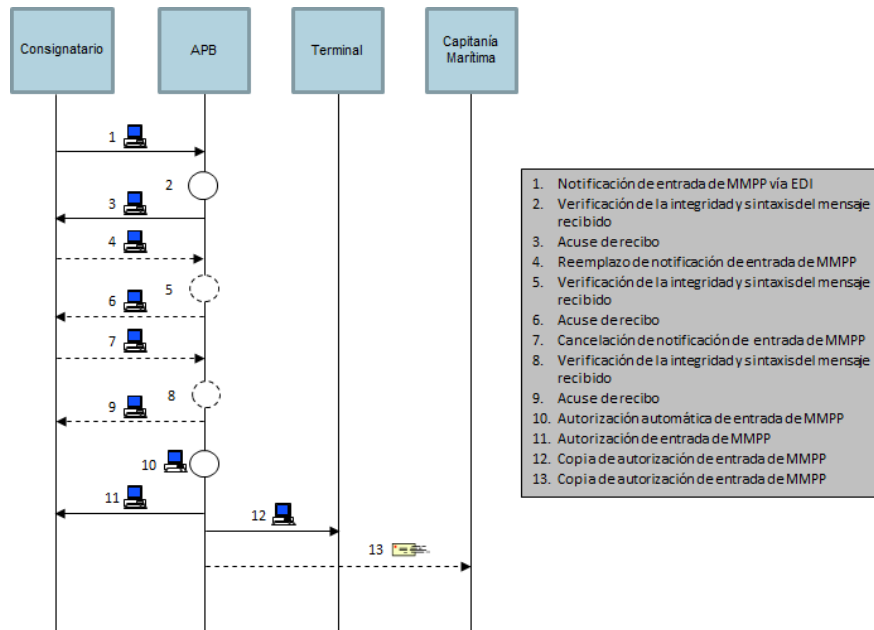 Consignatario
APB
Terminal
Capitanía
Marítima
1
2
3
4
5
6
7
8
9
10
11
12
13
1. Notificación de entrada de MMPP vía EDI
2. Verificación de la integridad y sintaxis del mensaje
recibido
3. Acuse de recibo
4. Reemplazo de notificación de entrada de MMPP
5. Verificación de la integridad y sintaxis del mensaje
recibido
6. Acuse de recibo
7. Cancelación de notificación de entrada de MMPP
8. Verificación de la integridad y sintaxis del mensaje
recibido
9. Acuse de recibo
10. Autorización automática de entrada de MMPP
11. Autorización de entrada de MMPP
12. Copia de autorización de entrada de MMPP
13. Copia de autorización de entrada de MMPP